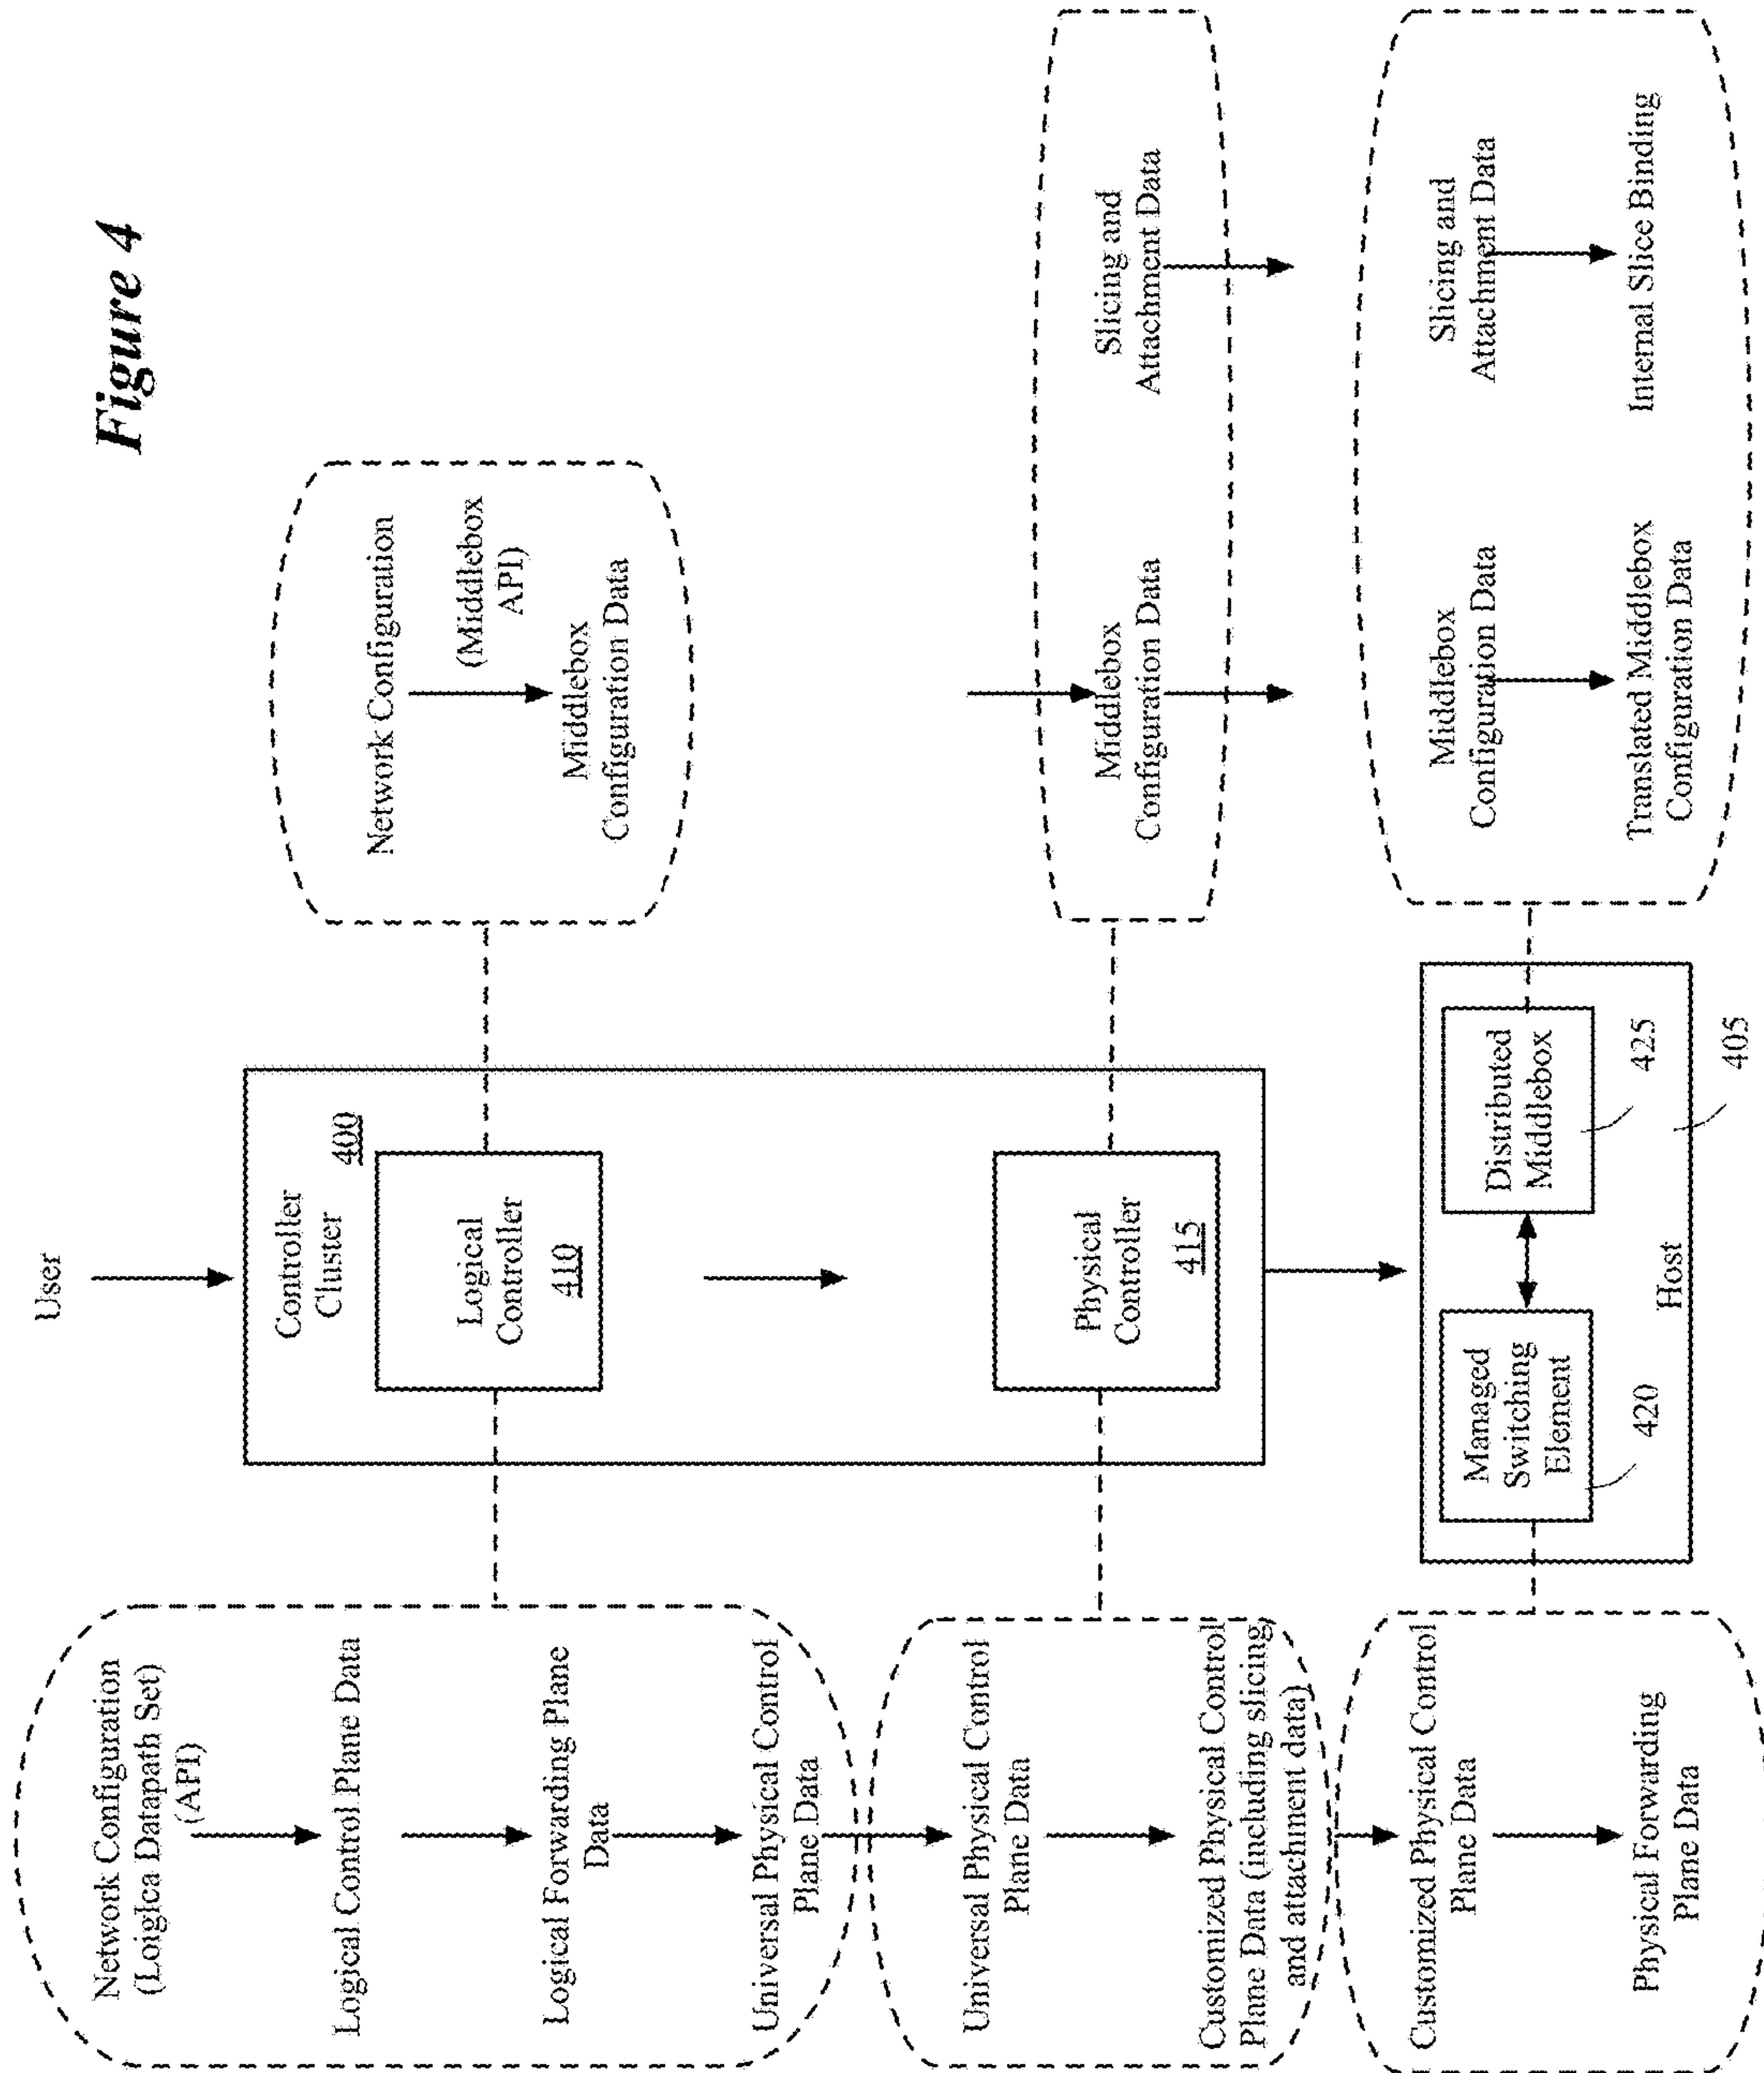 Figure 4
User
Network Configuration
(Loigica Datapath Set)
(API)
Logical Control Plane Data
Logical Forwarding Plane
Data
Universal Physical Control
Plane Data
Controller
Cluster
400
Logical
Controller
410
Network Configuration
(Middlebox
API)
Middlebox
Configuration Data
Universal Physical Control
Plane Data
Customized Physical Control
Plane Data (including slicing
and attachment data)
Physical
Controller
415
Middlebox
Configuration Data
Slicing and
Attachment Data
Customized Physical Control
Plane Data
Physical Forwarding
Plane Data
Managed
Switching
Element
420
Distributed
Middlebox
425
Host
405
Middlebox
Configuration Data
Translated Middlebox
Configuration Data
Slicing and
Attachment Data
Internal Slice Binding